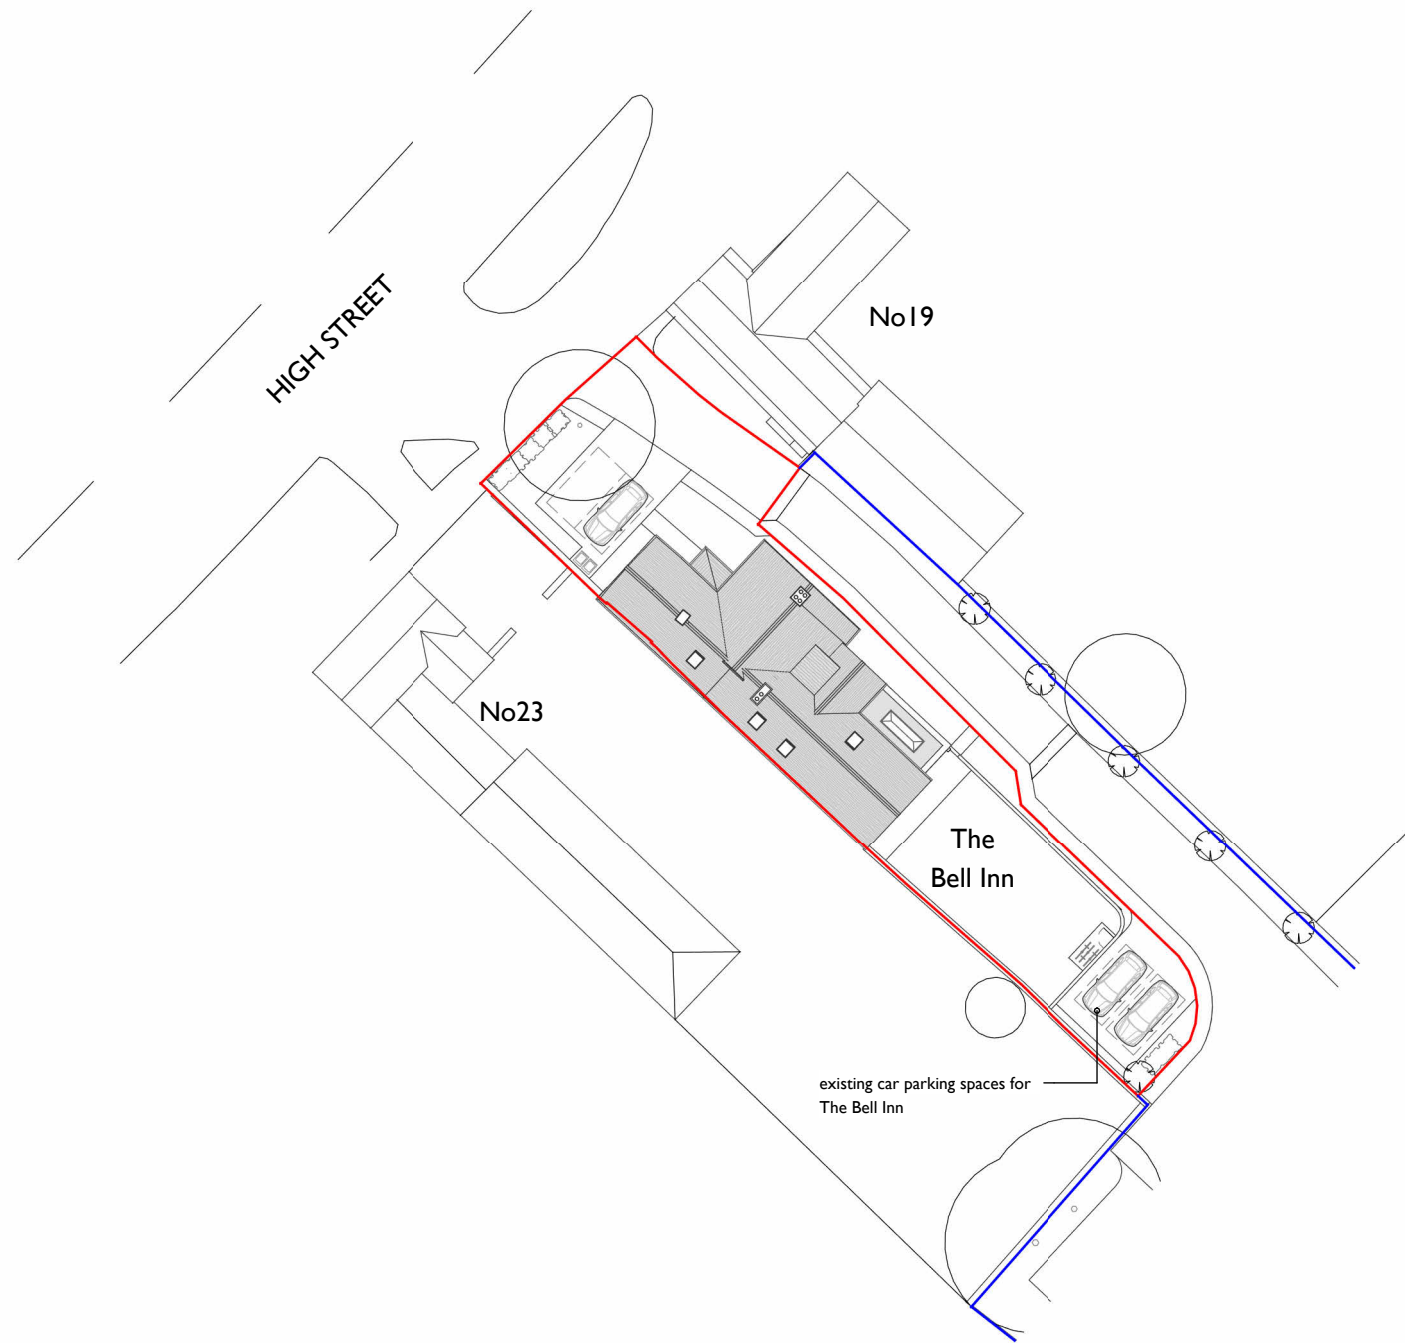 HIGH STREET
No19
No23
The
Bell Inn
existing car parking spaces for
The Bell Inn